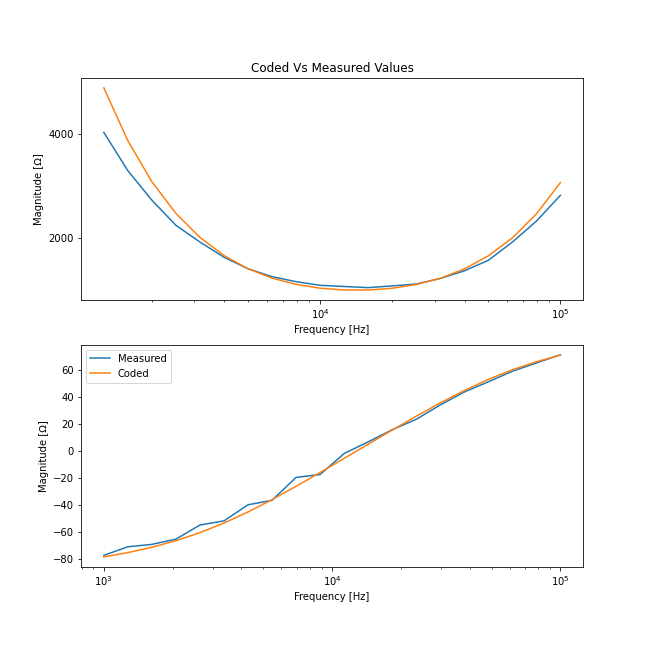 Coded Vs Measured Values
Magnitude [Ω]
4000
2000
10⁴
10⁵
Frequency [Hz]
Magnitude [Ω]
Measured
Coded
60
40
20
0
−20
−40
−60
−80
10³
10⁴
10⁵
Frequency [Hz]